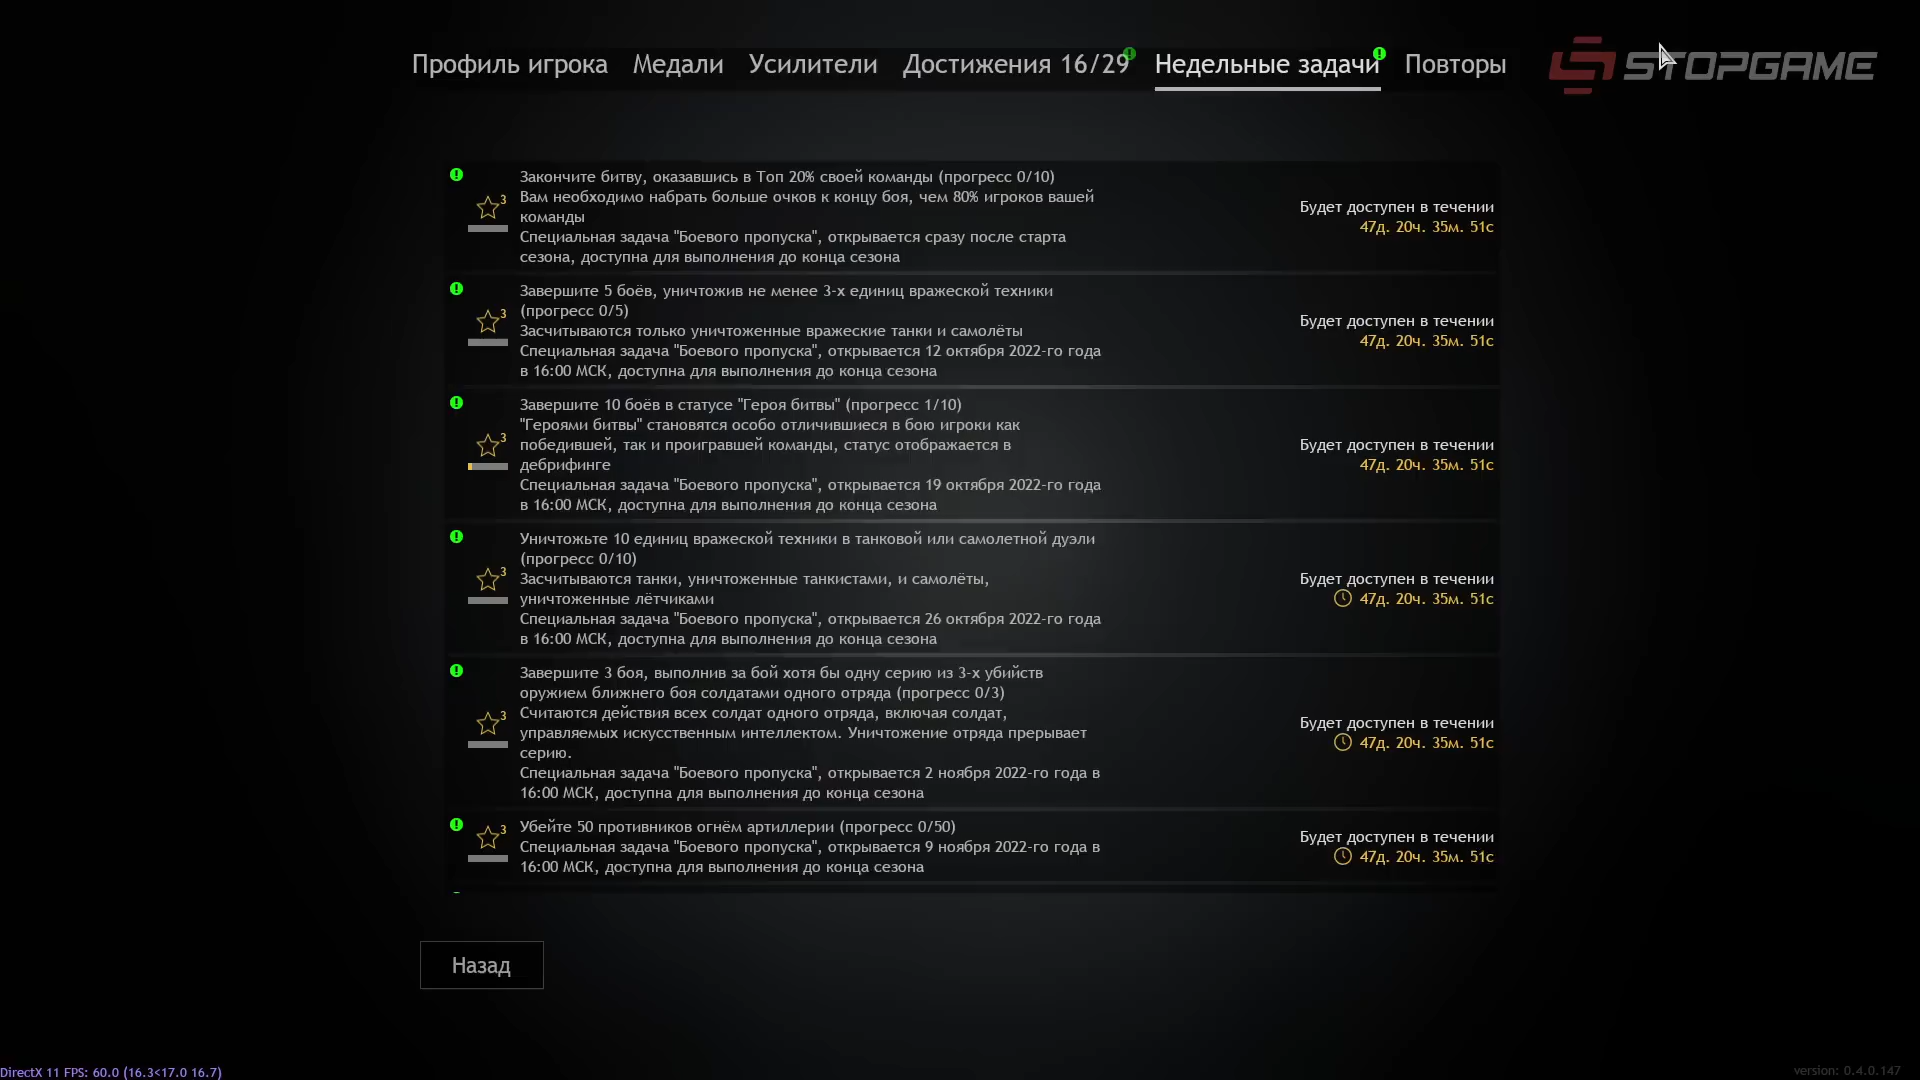 Профиль игрока Медали Усилители Достижения 16/29 Недельные задачи Повторы
STOPGAME
Закончите битву, оказавшись в Топ 20% своей команды (прогресс 0/10)
Вам необходимо набрать больше очков к концу боя, чем 80% игроков вашей
команды
Специальная задача "Боевого пропуска", открывается сразу после старта
сезона, доступна для выполнения до конца сезона
3
Будет доступен в течении
47д. 20ч. 35м. 51с
Завершите 5 боёв, уничтожив не менее 3-х единиц вражеской техники
(прогресс 0/5)
Засчитываются только уничтоженные вражеские танки и самолёты
Специальная задача "Боевого пропуска", открывается 12 октября 2022-го года
в 16:00 МСК, доступна для выполнения до конца сезона
3
Будет доступен в течении
47д. 20ч. 35м. 51с
Завершите 10 боёв в статусе "Героя битвы" (прогресс 1/10)
"Героями битвы" становятся особо отличившиеся в бою игроки как
победившей, так и проигравшей команды, статус отображается в
дебрифинге
Специальная задача "Боевого пропуска", открывается 19 октября 2022-го года
в 16:00 МСК, доступна для выполнения до конца сезона
3
Будет доступен в течении
47д. 20ч. 35м. 51с
Уничтожьте 10 единиц вражеской техники в танковой или самолетной дуэли
(прогресс 0/10)
Засчитываются танки, уничтоженные танкистами, и самолёты,
уничтоженные лётчиками
Специальная задача "Боевого пропуска", открывается 26 октября 2022-го года
в 16:00 МСК, доступна для выполнения до конца сезона
3
Будет доступен в течении
47д. 20ч. 35м. 51с
Завершите 3 боя, выполнив за бой хотя бы одну серию из 3-х убийств
оружием ближнего боя солдатами одного отряда (прогресс 0/3)
Считаются действия всех солдат одного отряда, включая солдат,
управляемых искусственным интеллектом. Уничтожение отряда прерывает
серию.
Специальная задача "Боевого пропуска", открывается 2 ноября 2022-го года в
16:00 МСК, доступна для выполнения до конца сезона
3
Будет доступен в течении
47д. 20ч. 35м. 51с
Убейте 50 противников огнём артиллерии (прогресс 0/50)
Специальная задача "Боевого пропуска", открывается 9 ноября 2022-го года в
16:00 МСК, доступна для выполнения до конца сезона
3
Будет доступен в течении
47д. 20ч. 35м. 51с
Назад
DirectX 11 FPS: 60.0 (16.3<17.0 16.7)
version: 0.4.0.147